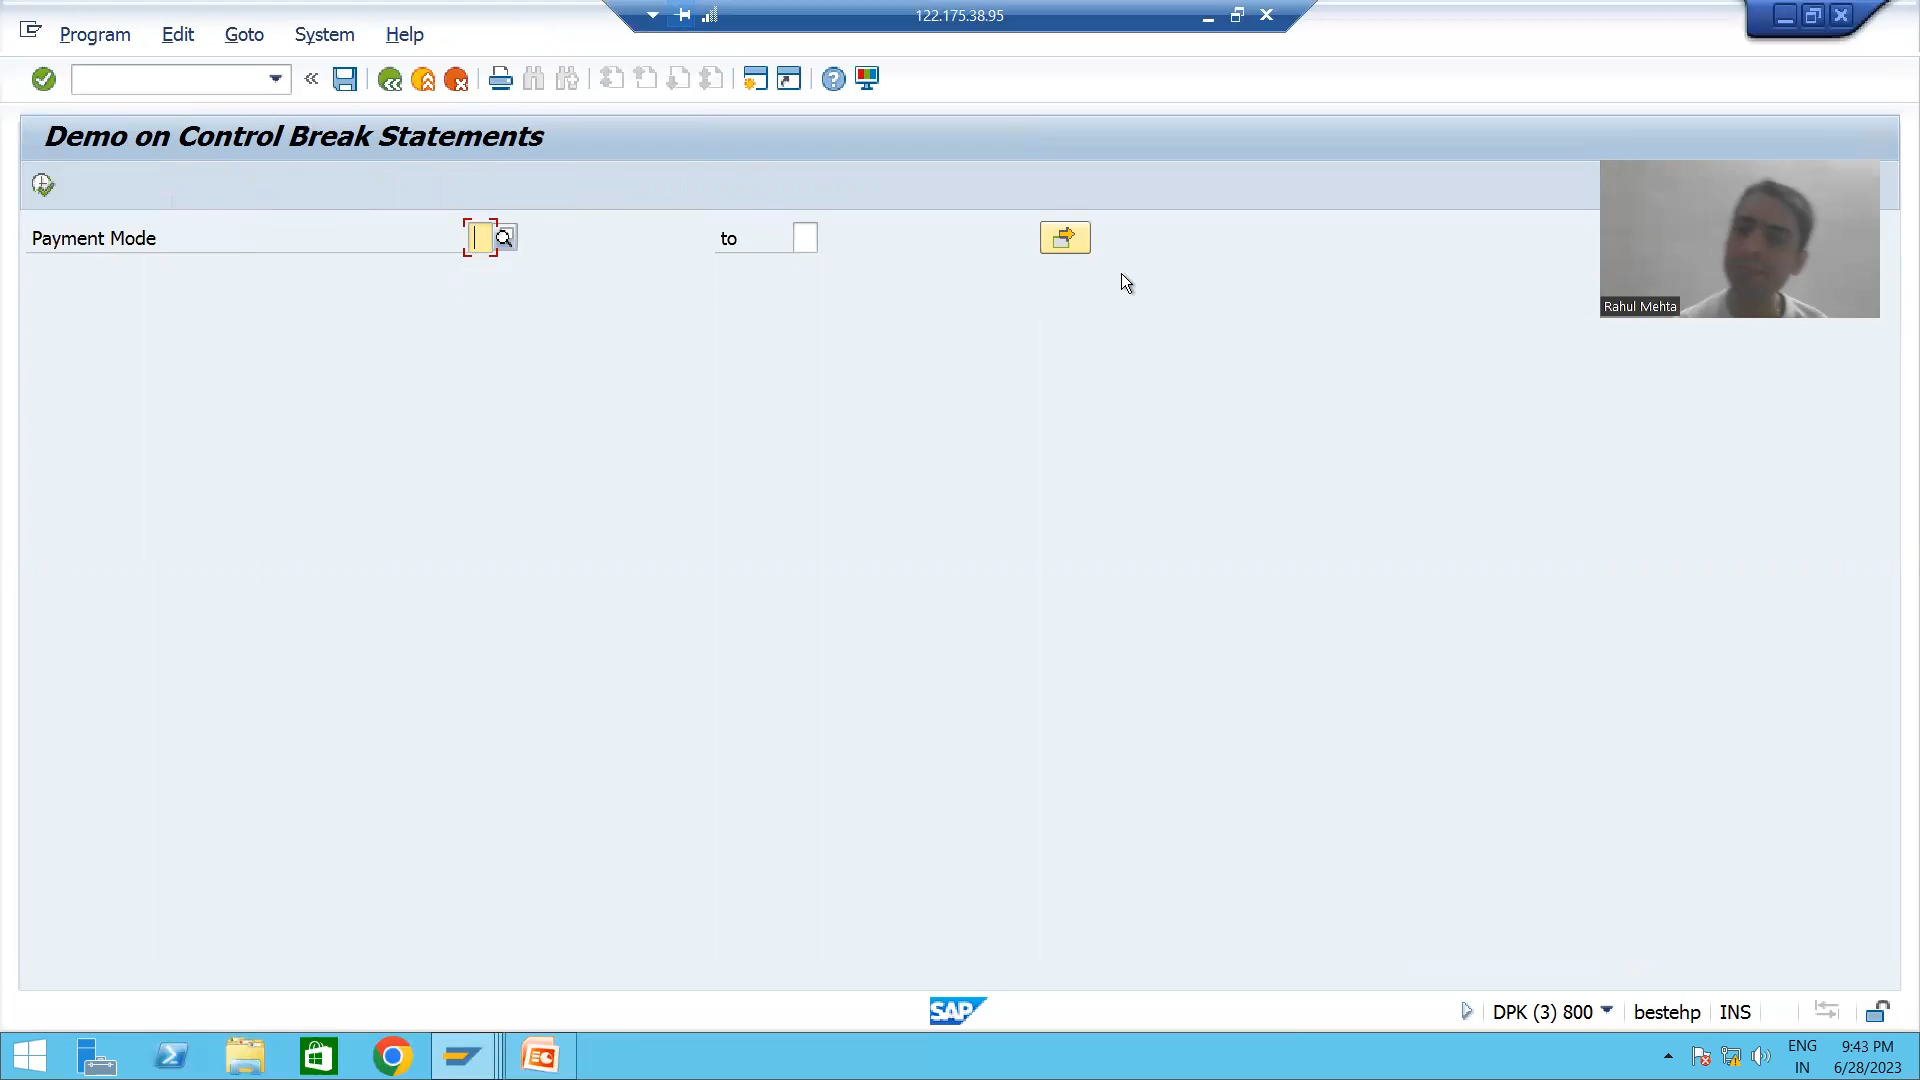 122.175.38.95
Program Edit Goto System Help
Demo on Control Break Statements
Payment Mode to
Rahul Mehta
SAP
DPK (3) 800 bestehp INS
ENG 9:43 PM
IN 6/28/2023